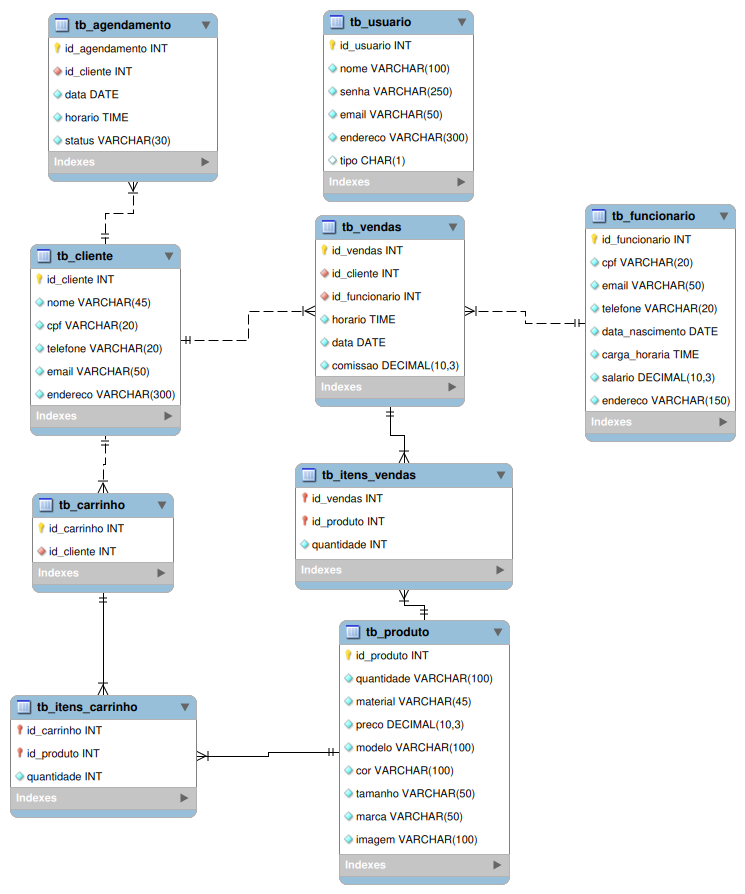 tb_agendamento
id_agendamento INT
id_cliente INT
data DATE
horario TIME
status VARCHAR(30)
Indexes
tb_usuario
id_usuario INT
nome VARCHAR(100)
senha VARCHAR(250)
email VARCHAR(50)
endereco VARCHAR(300)
tipo CHAR(1)
Indexes
tb_cliente
id_cliente INT
nome VARCHAR(45)
cpf VARCHAR(20)
telefone VARCHAR(20)
email VARCHAR(50)
endereco VARCHAR(300)
Indexes
tb_vendas
id_vendas INT
id_cliente INT
id_funcionario INT
horario TIME
data DATE
comissao DECIMAL(10,3)
Indexes
tb_funcionario
id_funcionario INT
cpf VARCHAR(20)
email VARCHAR(50)
telefone VARCHAR(20)
data_nascimento DATE
carga_horaria TIME
salario DECIMAL(10,3)
endereco VARCHAR(150)
Indexes
tb_carrinho
id_carrinho INT
id_cliente INT
Indexes
tb_itens_vendas
id_vendas INT
id_produto INT
quantidade INT
Indexes
tb_itens_carrinho
id_carrinho INT
id_produto INT
quantidade INT
Indexes
tb_produto
id_produto INT
quantidade VARCHAR(100)
material VARCHAR(45)
preco DECIMAL(10,3)
modelo VARCHAR(100)
cor VARCHAR(100)
tamanho VARCHAR(50)
marca VARCHAR(50)
imagem VARCHAR(100)
Indexes